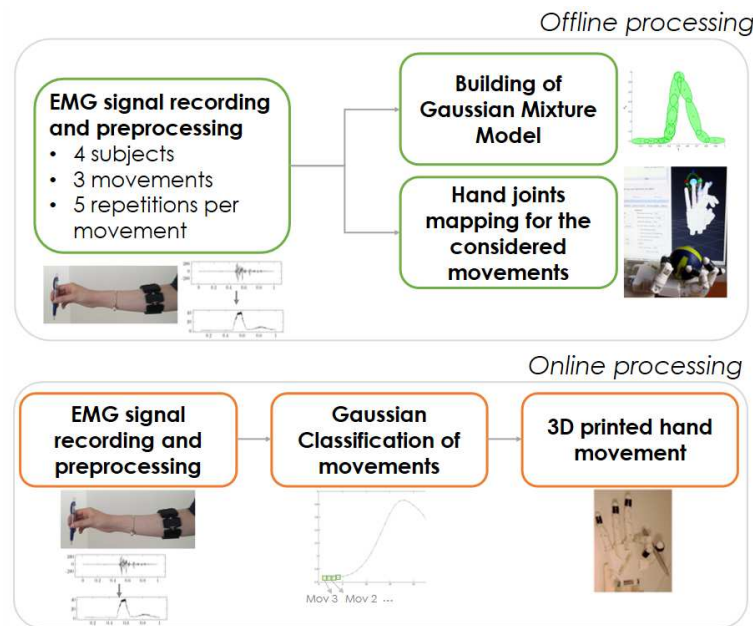 Offline processing
EMG signal recording
and preprocessing
• 4 subjects
• 3 movements
• 5 repetitions per
movement
Building of
Gaussian Mixture
Model
Hand joints
mapping for the
considered
movements
Online processing
EMG signal
recording and
preprocessing
Gaussian
Classification of
movements
3D printed hand
movement
Mov 3 Mov 2 ...